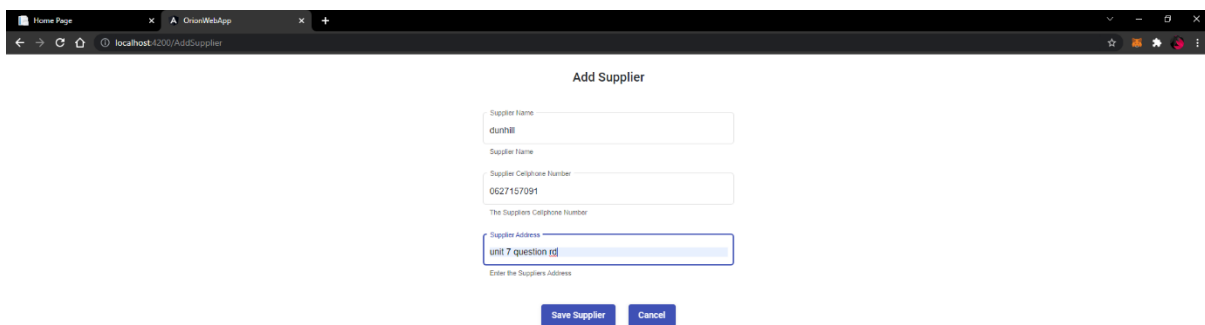 Home Page
OrionWebApp
localhost:4200/AddSupplier
Add Supplier
Supplier Name
dunhill
Supplier Name
Supplier Cellphone Number
0627157091
The Suppliers Cellphone Number
Supplier Address
unit 7 question rd
Enter the Suppliers Address
Save Supplier Cancel